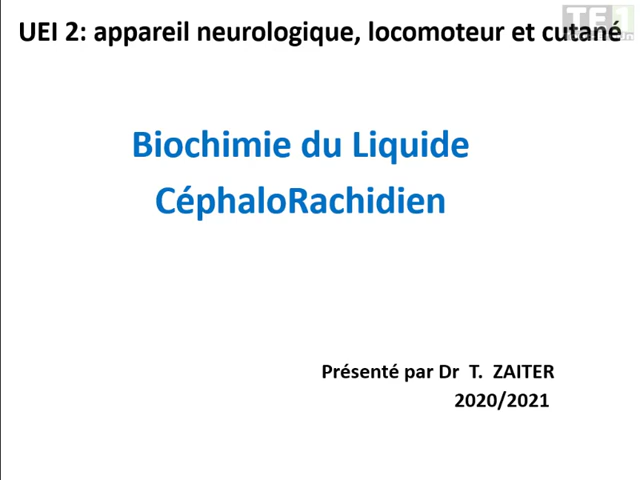 UEI 2: appareil neurologique, locomoteur et cutané
Biochimie du Liquide
CéphaloRachidien
Présenté par Dr T. ZAITER
2020/2021